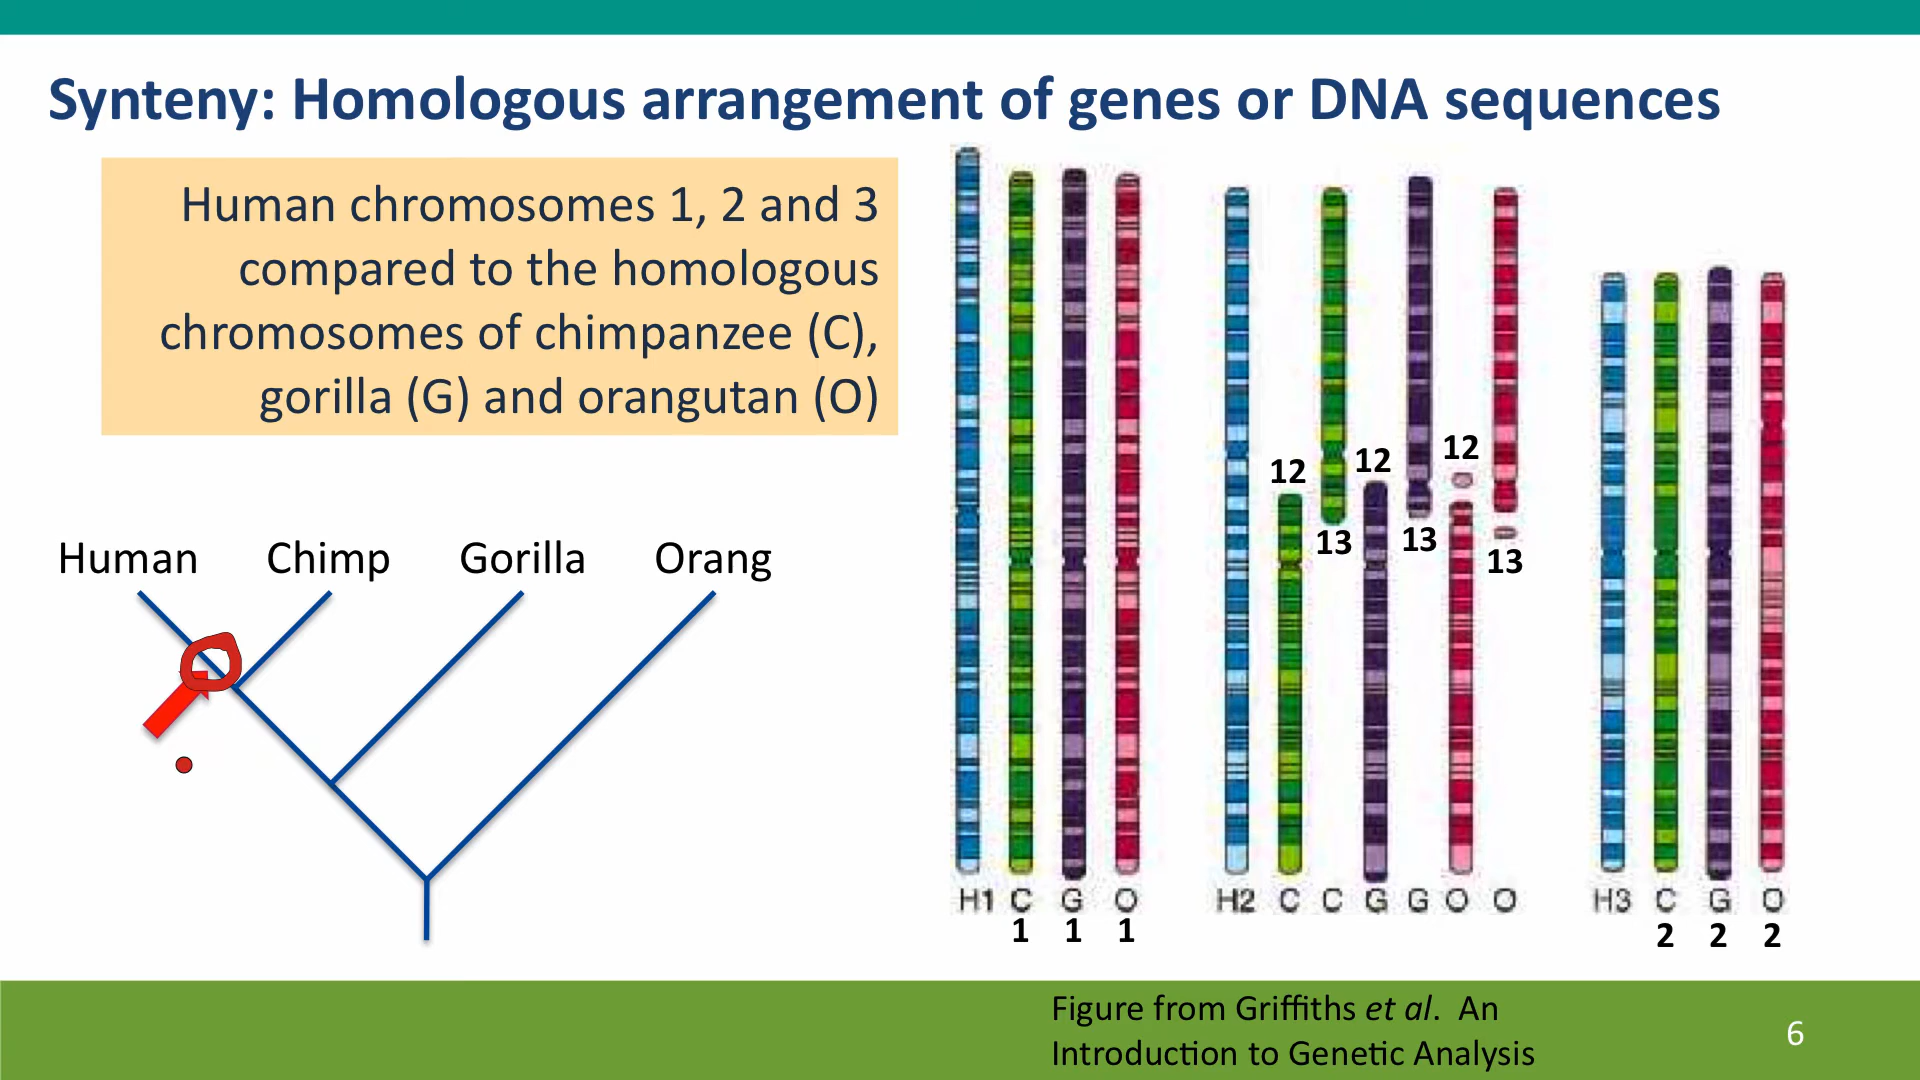 Synteny: Homologous arrangement of genes or DNA sequences
Human chromosomes 1, 2 and 3
compared to the homologous
chromosomes of chimpanzee (C),
gorilla (G) and orangutan (O)
Human Chimp Gorilla Orang
12 12 12
13 13 13
H1 C G O H2 C C G G O O H3 C G O
1 1 1 2 2 2
Figure from Griffiths et al. An
Introduction to Genetic Analysis
6